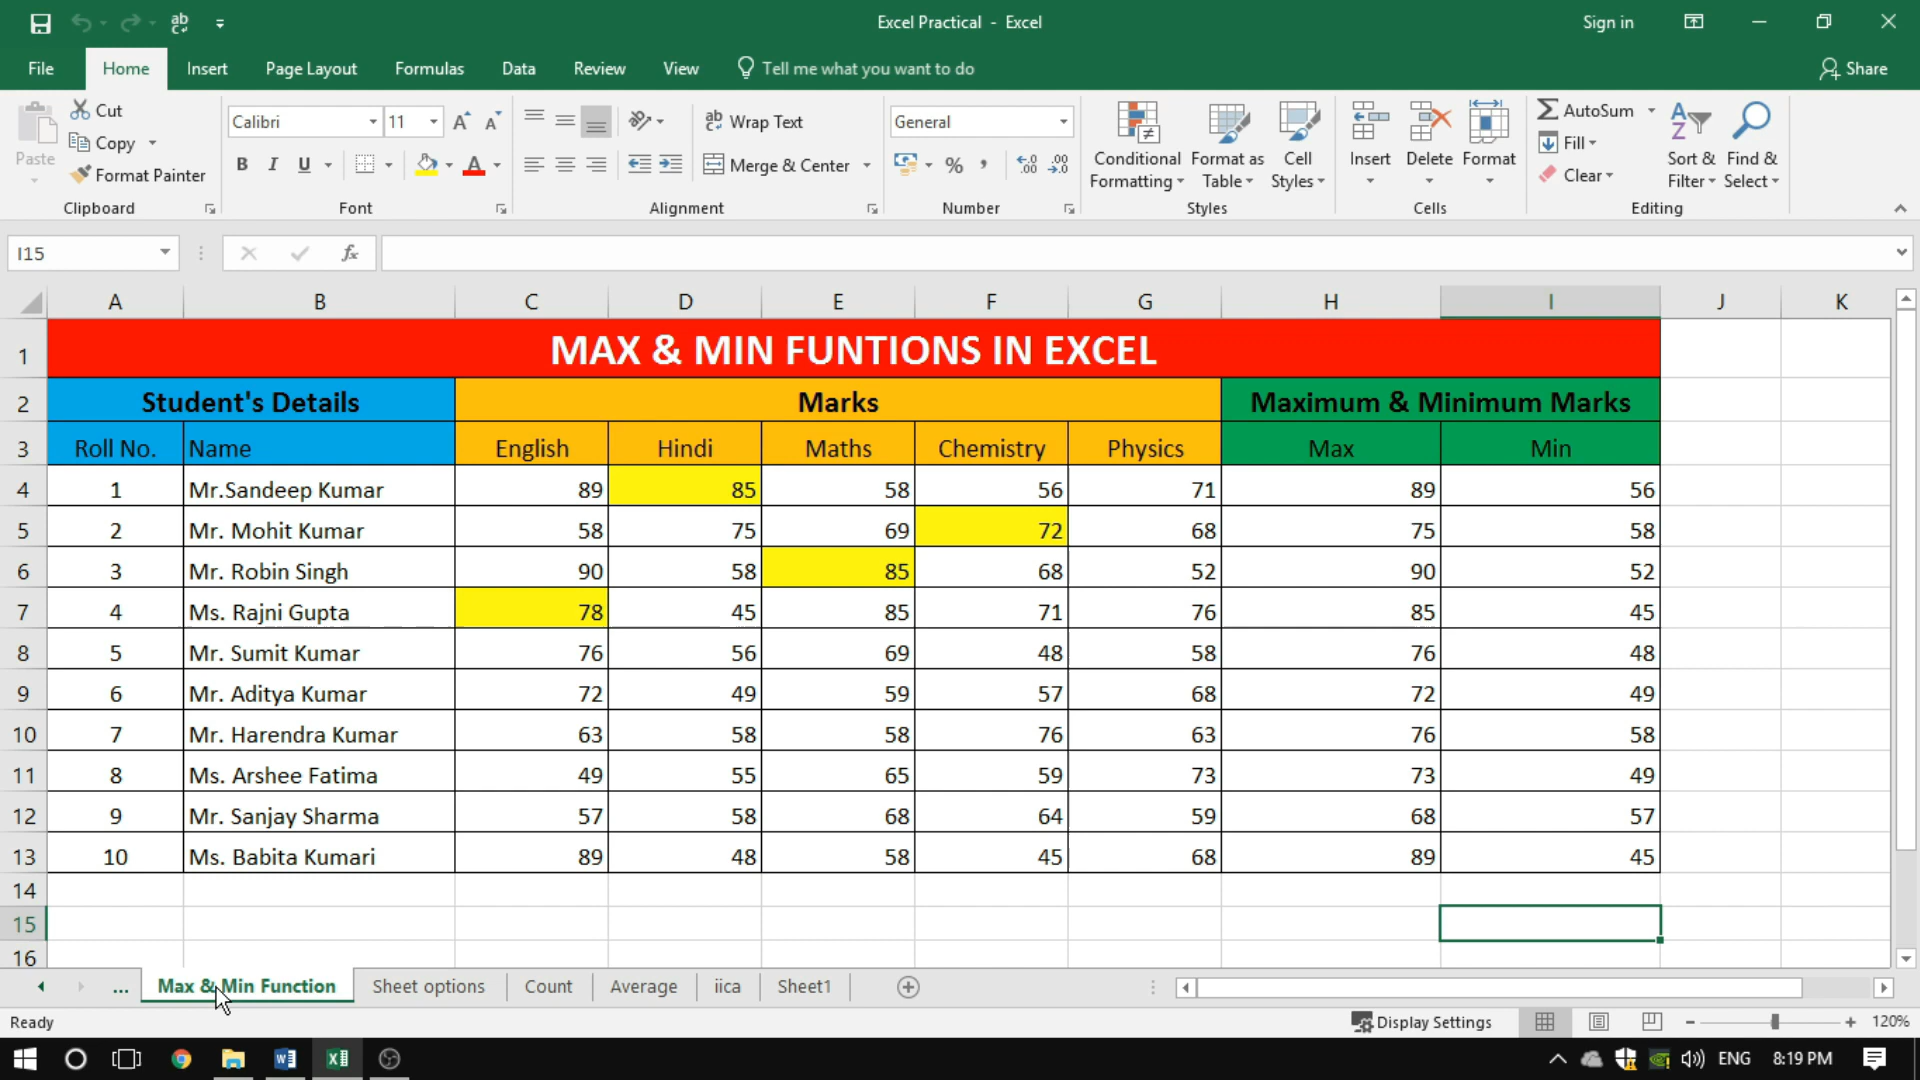 Excel Practical - Excel
Sign in
File Home Insert Page Layout Formulas Data Review View Tell me what you want to do Share
Paste
Cut
Copy
Format Painter
Clipboard
Calibri 11
B I U
Font
Wrap Text
Merge & Center
Alignment
General
Number
Conditional Formatting
Format as Table
Cell Styles
Styles
Insert Delete Format
Cells
AutoSum
Fill
Clear
Sort & Filter
Find & Select
Editing
I15
fx
A B C D E F G H I J K
1 MAX & MIN FUNTIONS IN EXCEL
2 Student's Details Marks Maximum & Minimum Marks
3 Roll No. Name English Hindi Maths Chemistry Physics Max Min
4 1 Mr.Sandeep Kumar 89 85 58 56 71 89 56
5 2 Mr. Mohit Kumar 58 75 69 72 68 75 58
6 3 Mr. Robin Singh 90 58 85 68 52 90 52
7 4 Ms. Rajni Gupta 78 45 85 71 76 85 45
8 5 Mr. Sumit Kumar 76 56 69 48 58 76 48
9 6 Mr. Aditya Kumar 72 49 59 57 68 72 49
10 7 Mr. Harendra Kumar 63 58 58 76 63 76 58
11 8 Ms. Arshee Fatima 49 55 65 59 73 73 49
12 9 Mr. Sanjay Sharma 57 58 68 64 59 68 57
13 10 Ms. Babita Kumari 89 48 58 45 68 89 45
14
15
16
... Max & Min Function Sheet options Count Average iica Sheet1
Ready Display Settings 120%
ENG 8:19 PM